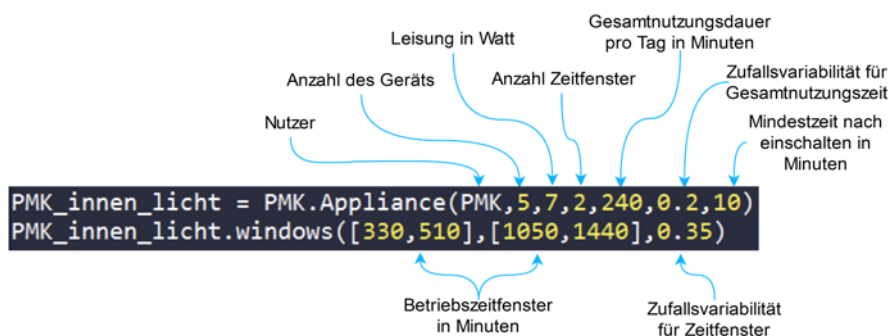 Gesamtnutzungsdauer
pro Tag in Minuten
Leisung in Watt
Zufallsvariabilität für
Gesamtnutzungszeit
Anzahl des Geräts
Anzahl Zeitfenster
Nutzer
Mindestzeit nach
einschalten in
Minuten
PMK_innen_licht = PMK.Appliance(PMK,5,7,2,240,0.2,10)
PMK_innen_licht.windows([330,510],[1050,1440],0.35)
Betriebszeitfenster
in Minuten
Zufallsvariabilität
für Zeitfenster